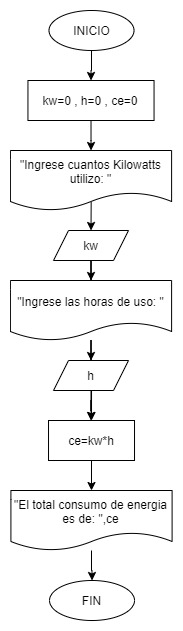 INICIO
kw=0 , h=0 , ce=0
"Ingrese cuantos Kilowatts
utilizo: "
kw
"Ingrese las horas de uso: "
h
ce=kw*h
"El total consumo de energia
es de: ",ce
FIN